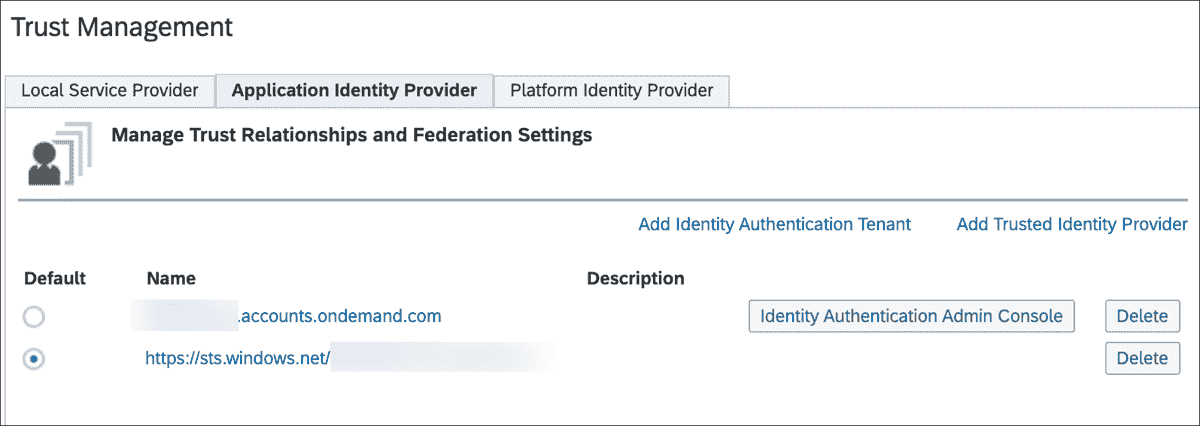 Trust Management
Local Service Provider
Application Identity Provider
Platform Identity Provider
Manage Trust Relationships and Federation Settings
Add Identity Authentication Tenant
Add Trusted Identity Provider
Default Name Description
.accounts.ondemand.com Identity Authentication Admin Console Delete
https://sts.windows.net/ Delete